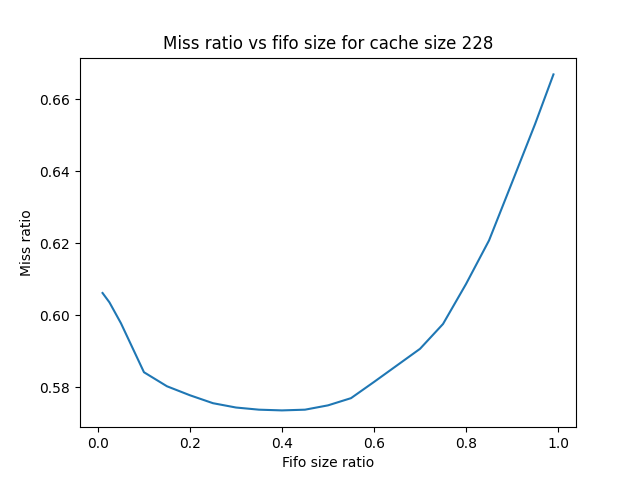 Miss ratio vs fifo size for cache size 228
0.66
0.64
0.62
0.60
0.58
Miss ratio
0.0 0.2 0.4 0.6 0.8 1.0
Fifo size ratio